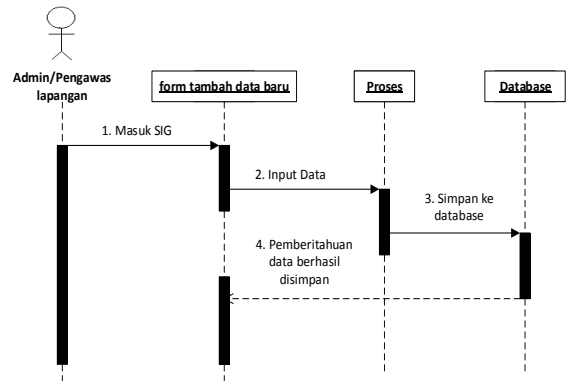 Admin/Pengawas
lapangan
form tambah data baru
Proses
Database
1. Masuk SIG
2. Input Data
3. Simpan ke
database
4. Pemberitahuan
data berhasil
disimpan